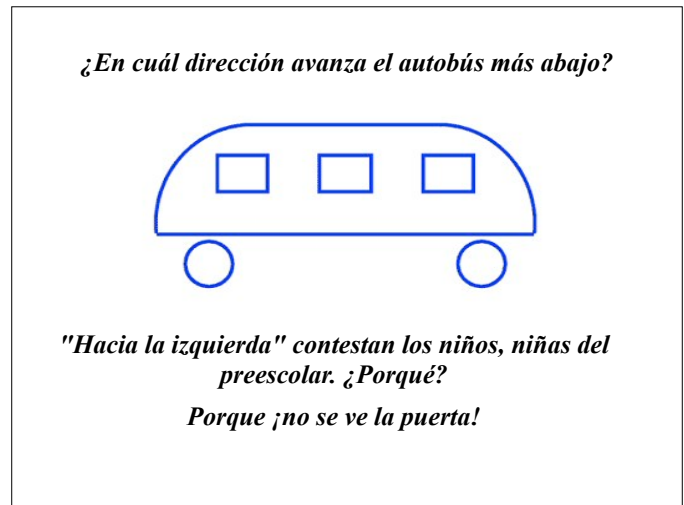 ¿En cuál dirección avanza el autobús más abajo?
"Hacia la izquierda" contestan los niños, niñas del
preescolar. ¿Porqué?
Porque ¡no se ve la puerta!